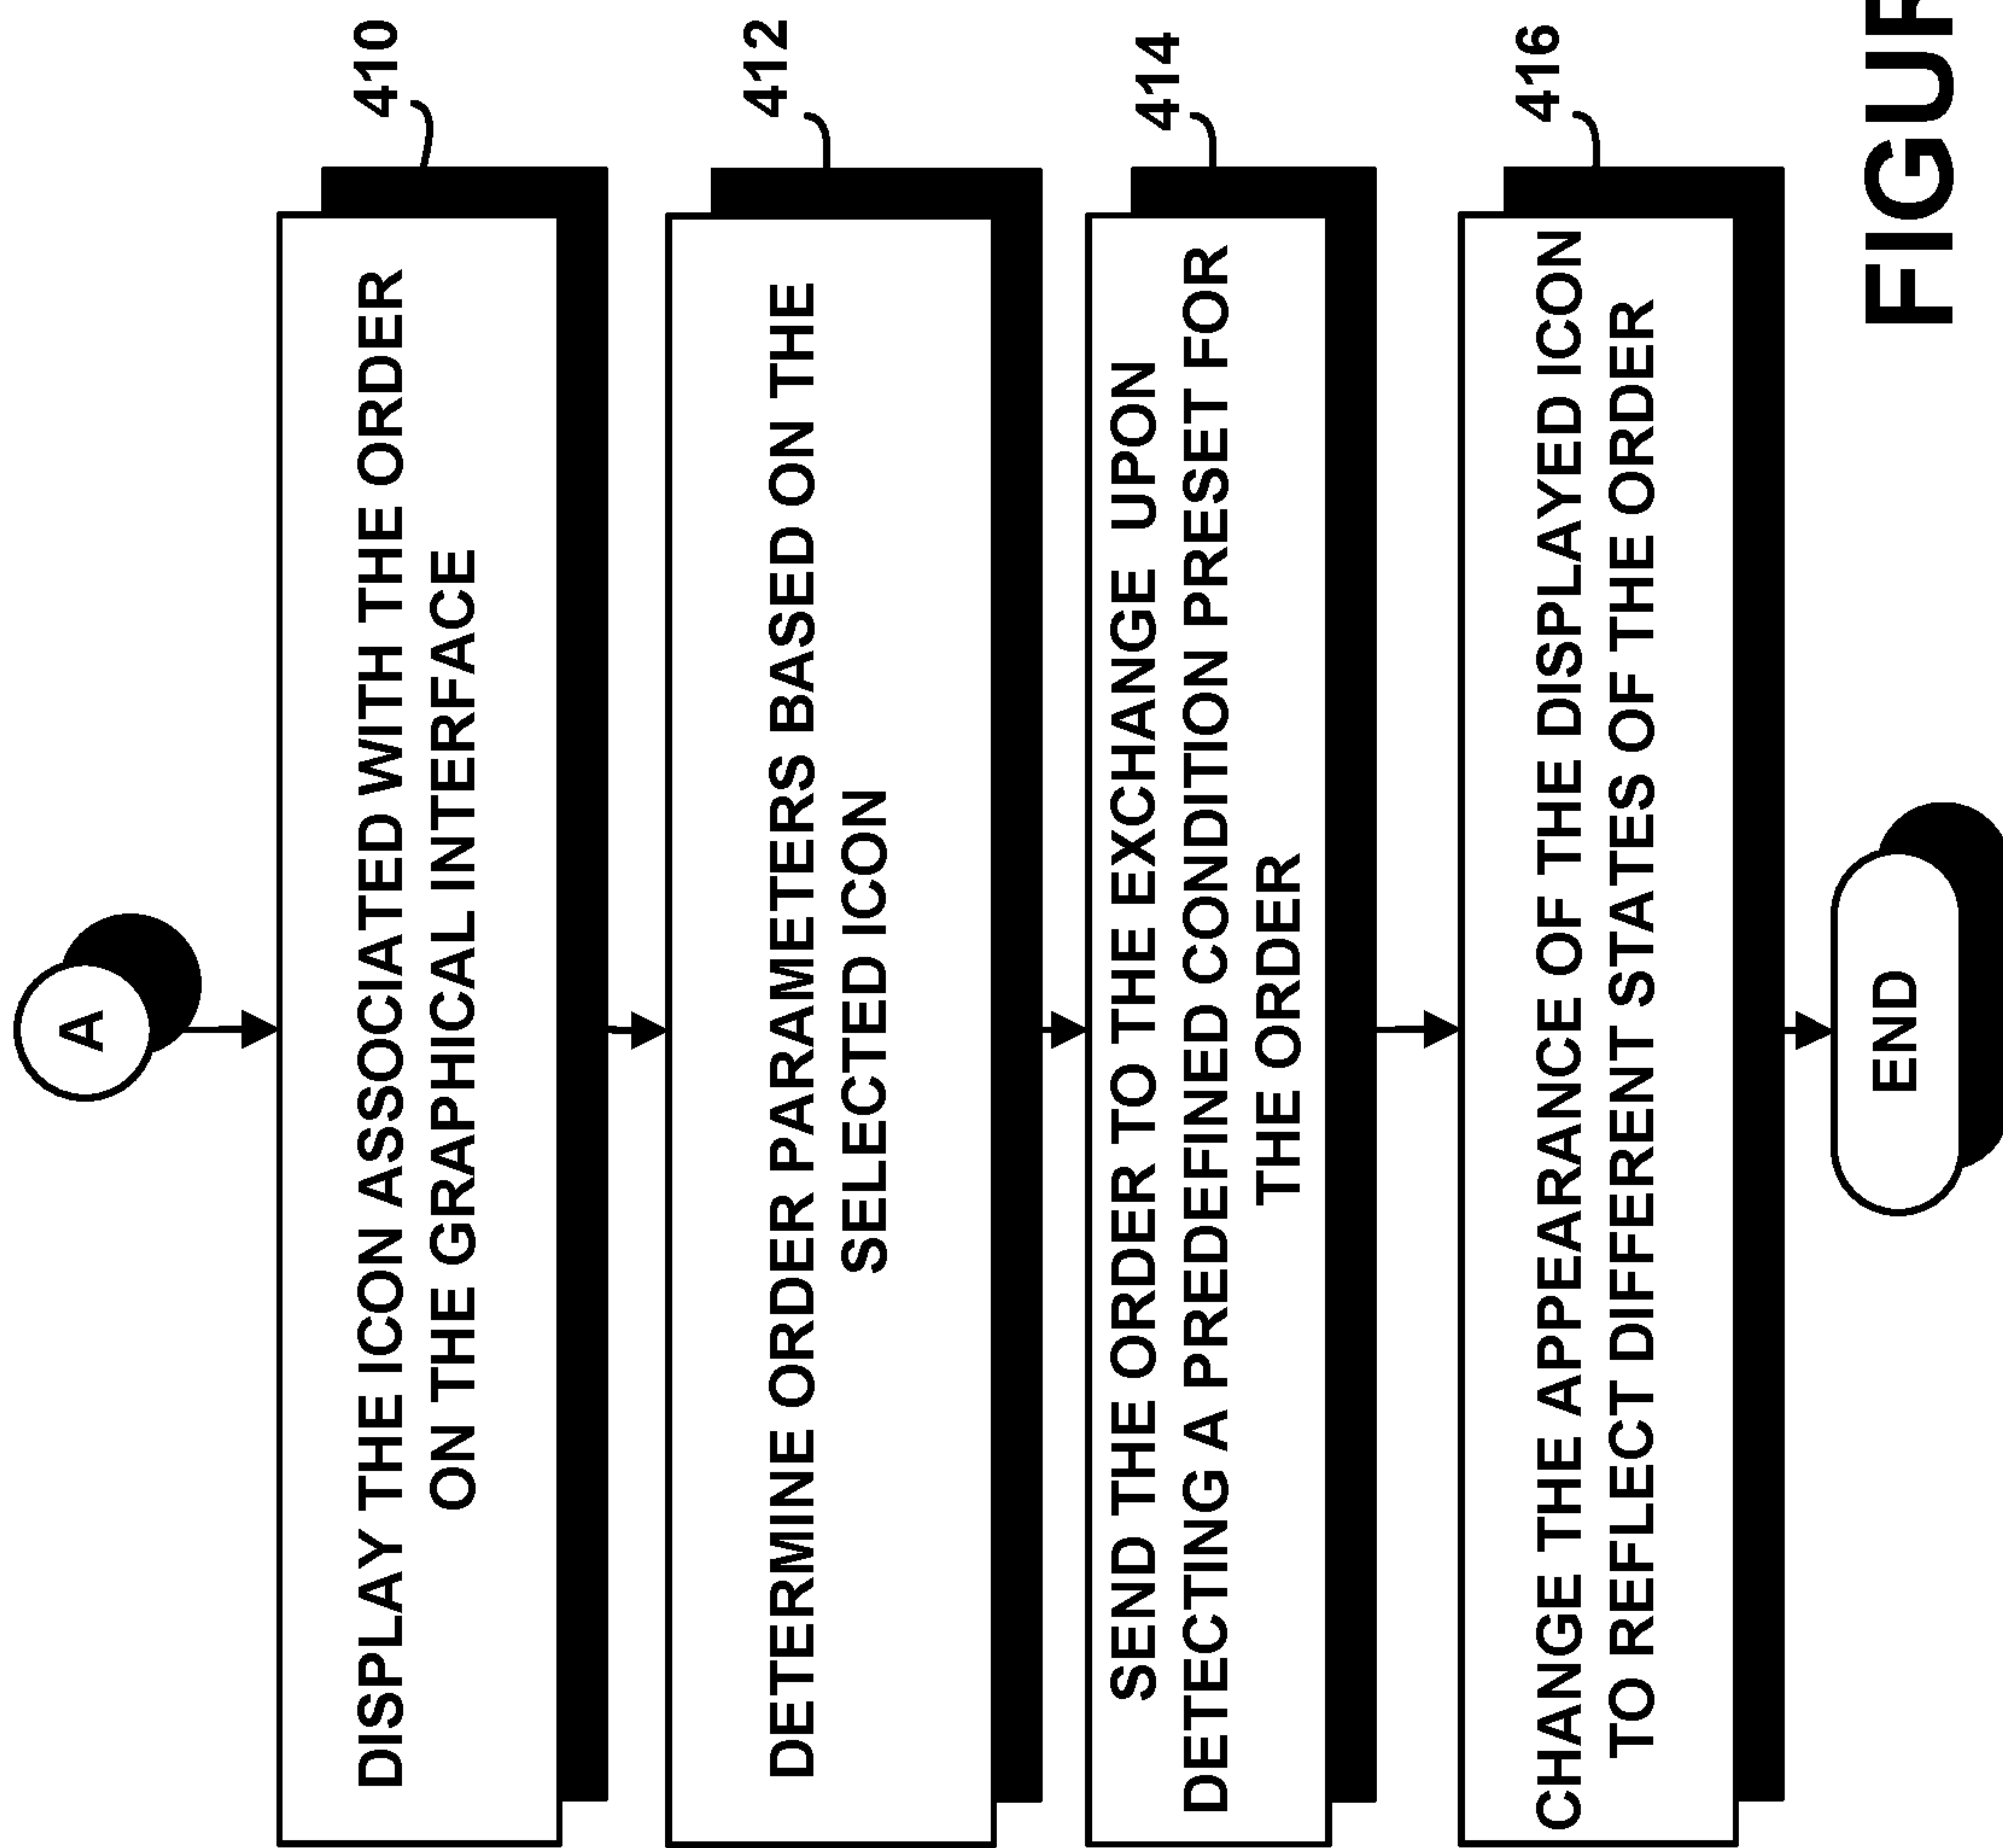 A
410
DISPLAY THE ICON ASSOCIATED WITH THE ORDER
ON THE GRAPHICAL INTERFACE
412
DETERMINE ORDER PARAMETERS BASED ON THE
SELECTED ICON
414
SEND THE ORDER TO THE EXCHANGE UPON
DETECTING A PREDEFINED CONDITION PRESET FOR
THE ORDER
416
CHANGE THE APPEARANCE OF THE DISPLAYED ICON
TO REFLECT DIFFERENT STATES OF THE ORDER
END